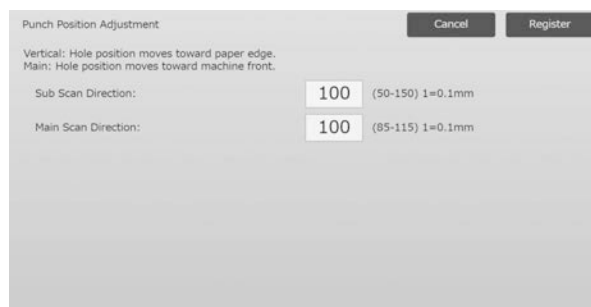 Punch Position Adjustment
Cancel
Register
Vertical: Hole position moves toward paper edge.
Main: Hole position moves toward machine front.
Sub Scan Direction:
100
(50-150) 1=0.1mm
Main Scan Direction:
100
(85-115) 1=0.1mm